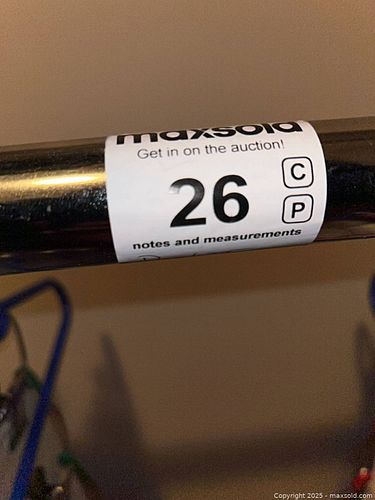 maxsold
Get in on the auction!
26
C
P
notes and measurements
Copyright 2025 - maxsold.com